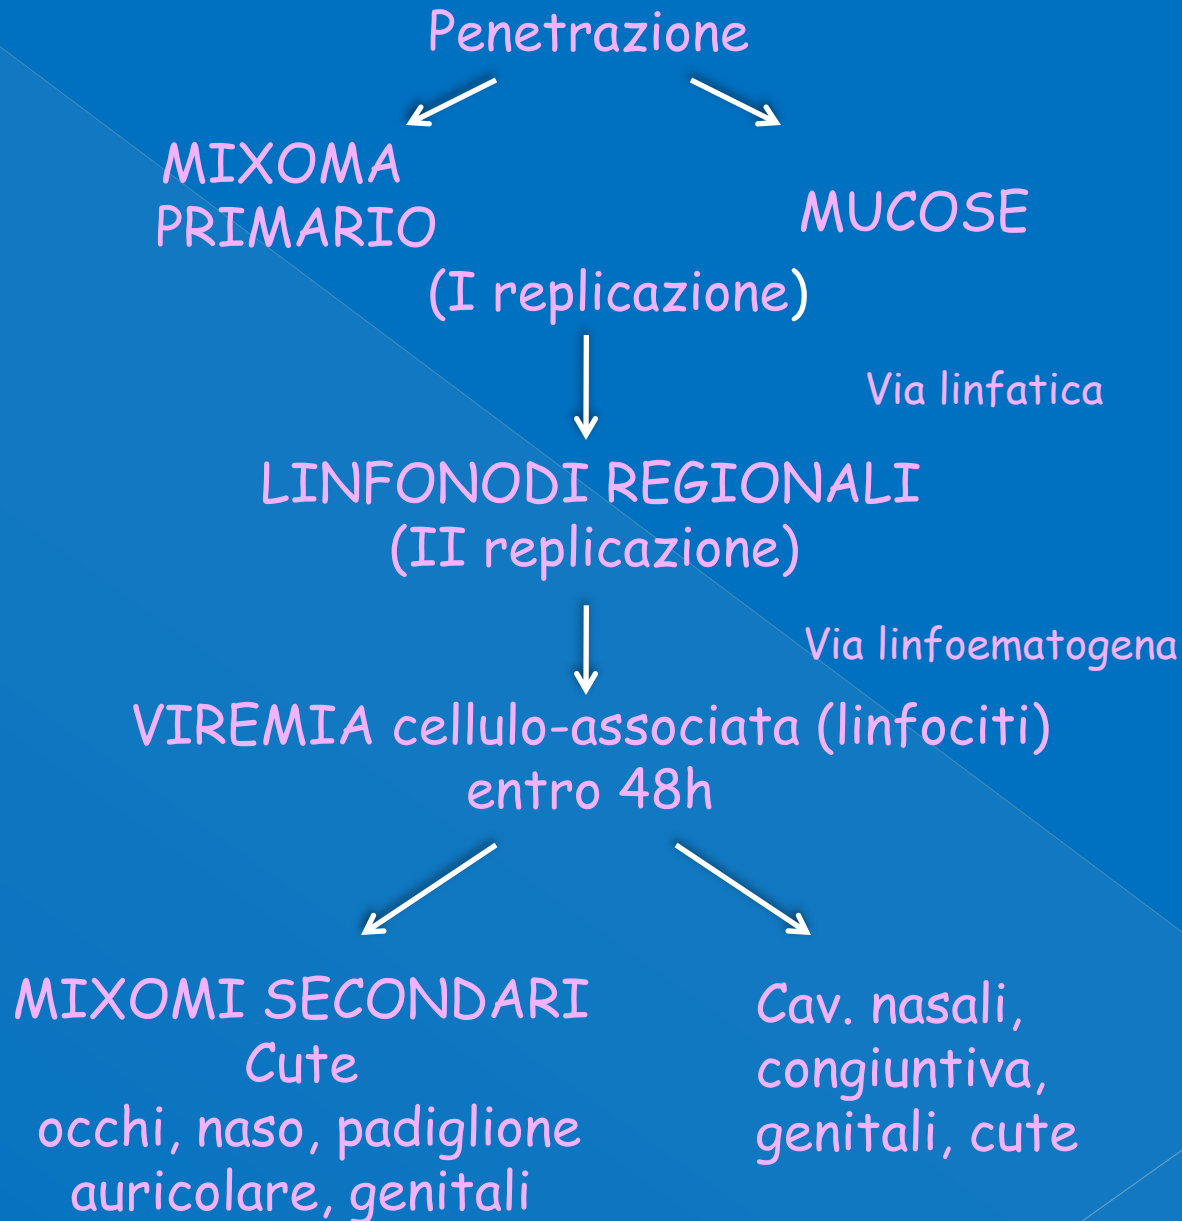 Penetrazione
MIXOMA
PRIMARIO
MUCOSE
(I replicazione)
Via linfatica
LINFONODI REGIONALI
(II replicazione)
Via linfoematogena
VIREMIA cellulo-associata (linfociti)
entro 48h
MIXOMI SECONDARI
Cute
occhi, naso, padiglione
auricolare, genitali
Cav. nasali,
congiuntiva,
genitali, cute